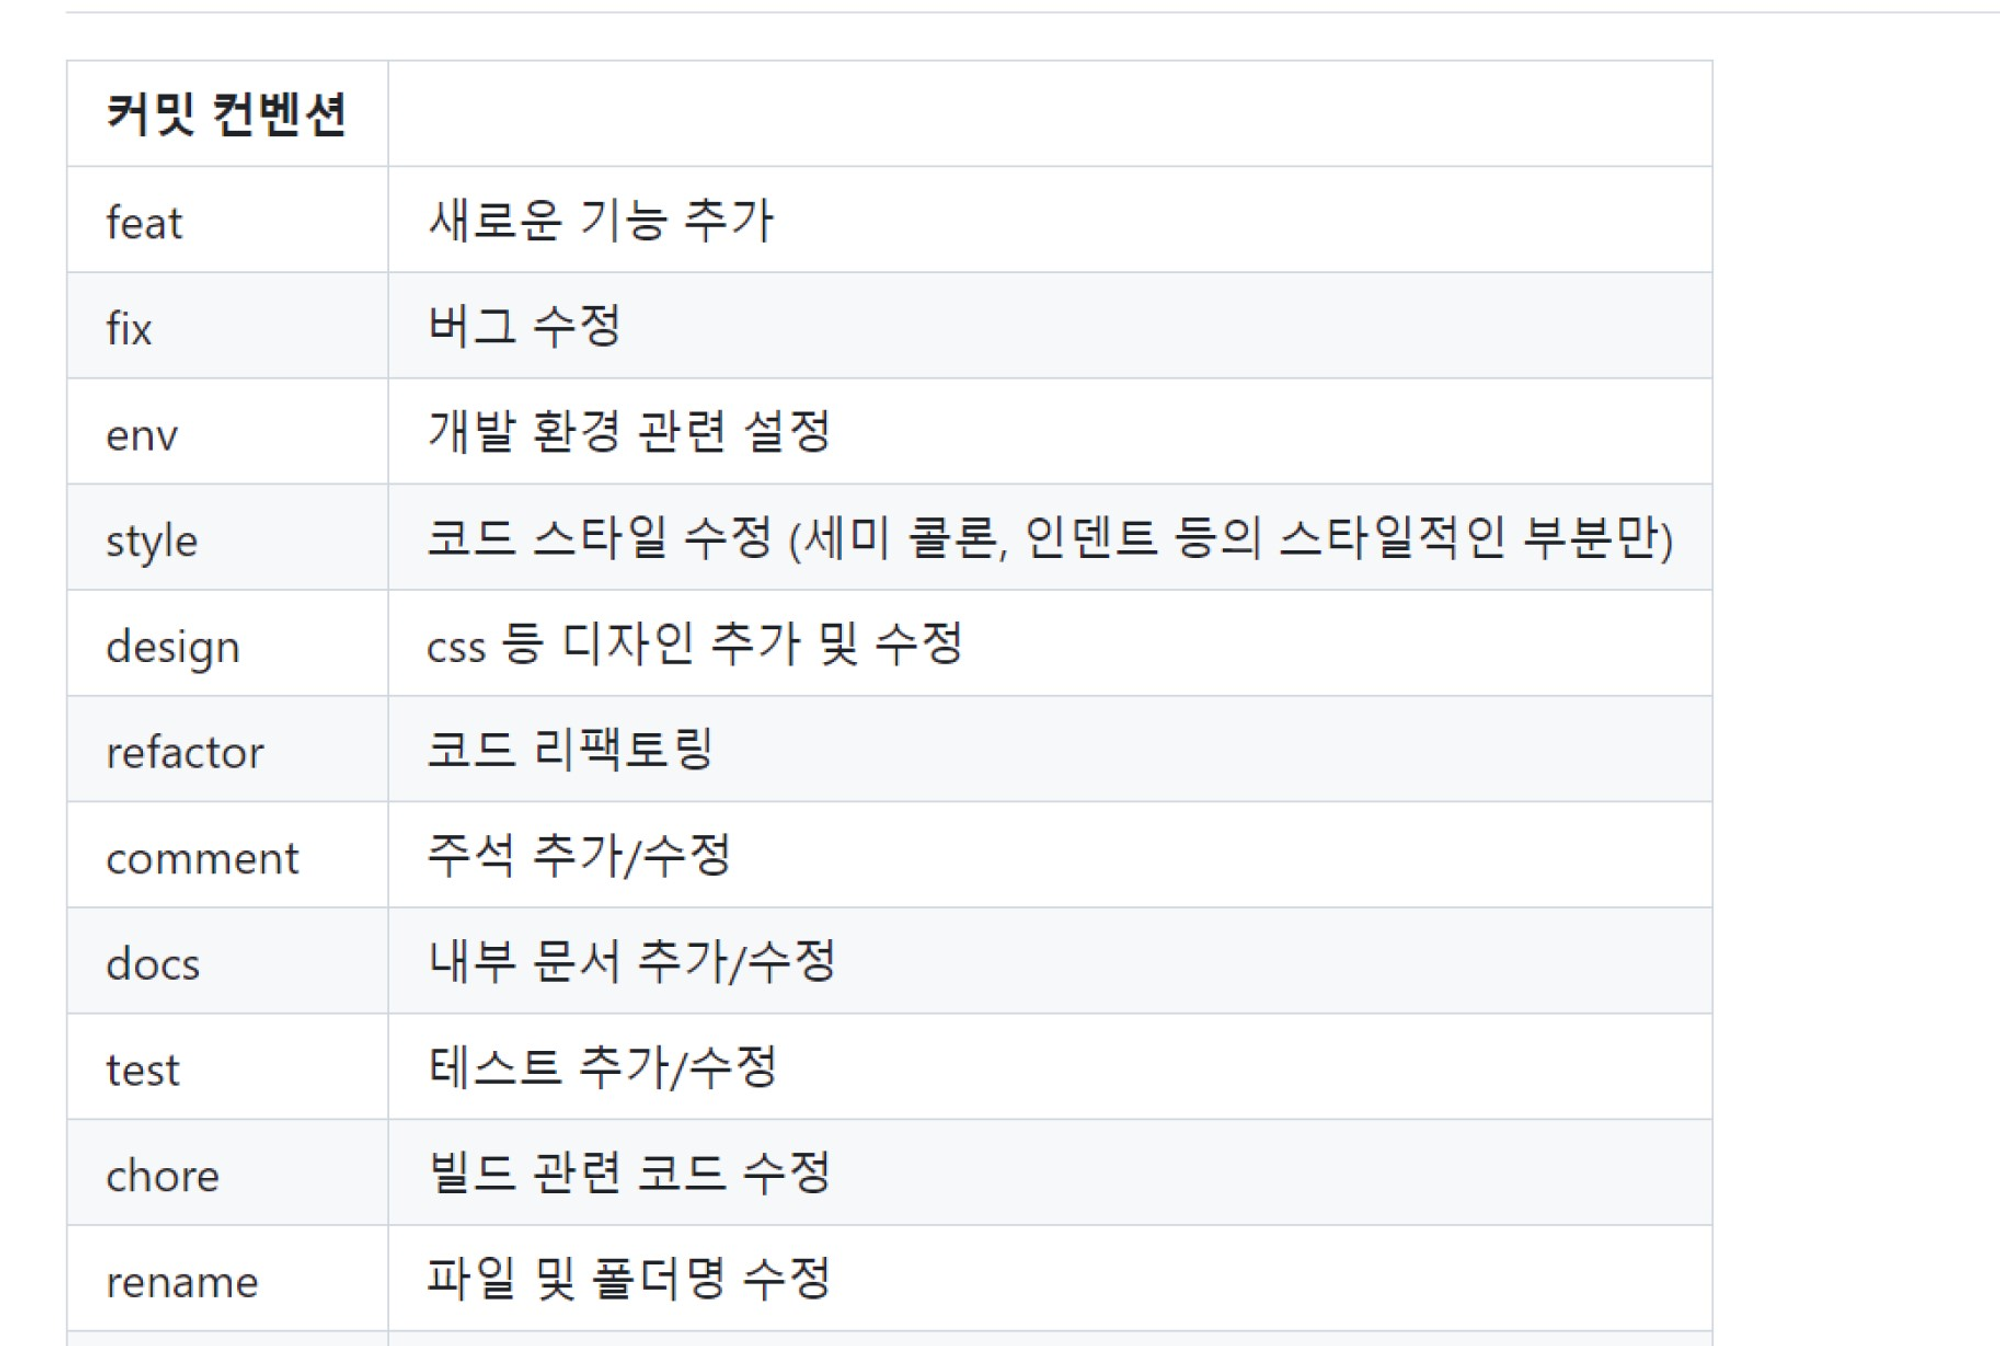 커밋 컨벤션
feat 새로운 기능 추가
fix 버그 수정
env 개발 환경 관련 설정
style 코드 스타일 수정 (세미 콜론, 인덴트 등의 스타일적인 부분만)
design css 등 디자인 추가 및 수정
refactor 코드 리팩토링
comment 주석 추가/수정
docs 내부 문서 추가/수정
test 테스트 추가/수정
chore 빌드 관련 코드 수정
rename 파일 및 폴더명 수정